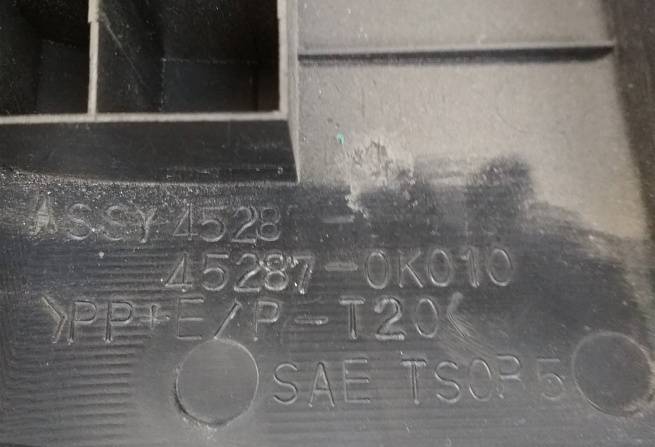 ASSY 4528 -
45287-0K010
>PP+E/P-T20<
SAE TSOP5